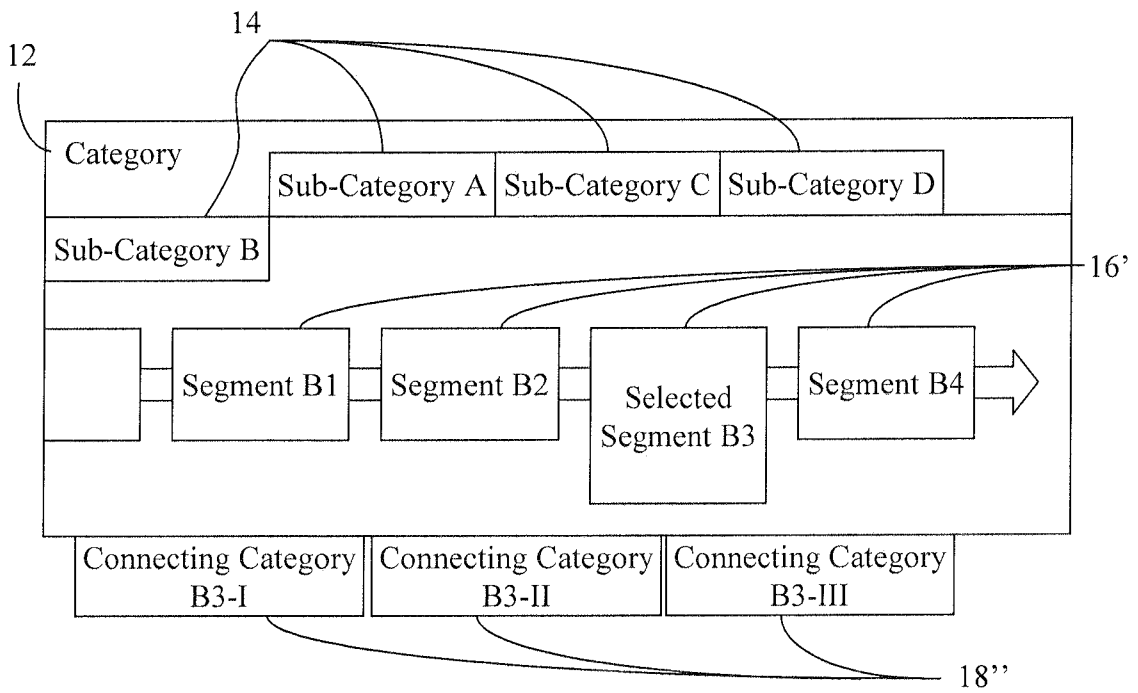 14
12
Category
Sub-Category A
Sub-Category C
Sub-Category D
Sub-Category B
16’
Segment B1
Segment B2
Selected
Segment B3
Segment B4
Connecting Category
B3-I
Connecting Category
B3-II
Connecting Category
B3-III
18’’